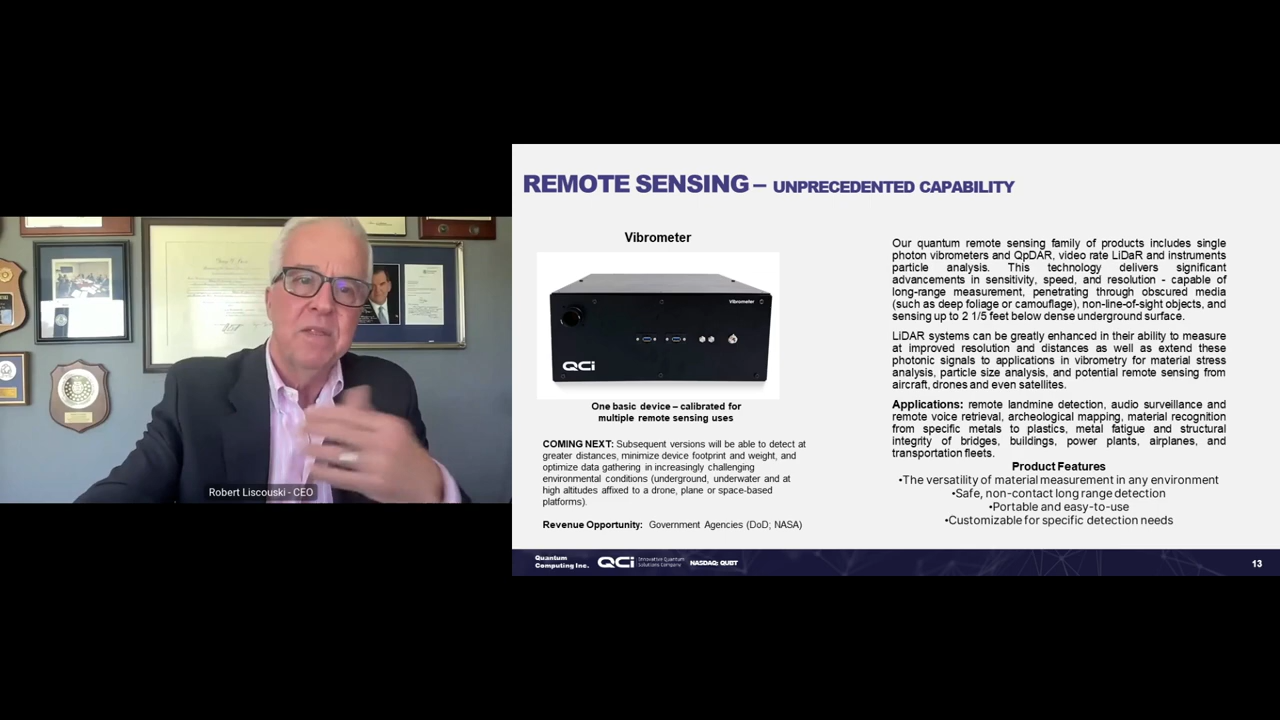 REMOTE SENSING – UNPRECEDENTED CAPABILITY
Vibrometer
Vibrometer
QCi
One basic device – calibrated for
multiple remote sensing uses
COMING NEXT: Subsequent versions will be able to detect at
greater distances, minimize device footprint and weight, and
optimize data gathering in increasingly challenging
environmental conditions (underground, underwater and at
high altitudes affixed to a drone, plane or space-based
platforms).
Revenue Opportunity: Government Agencies (DoD; NASA)
Our quantum remote sensing family of products includes single
photon vibrometers and QpDAR, video rate LiDaR and instruments
particle analysis. This technology delivers significant
advancements in sensitivity, speed, and resolution - capable of
long-range measurement, penetrating through obscured media
(such as deep foliage or camouflage), non-line-of-sight objects, and
sensing up to 2 1/5 feet below dense underground surface.
LiDAR systems can be greatly enhanced in their ability to measure
at improved resolution and distances as well as extend these
photonic signals to applications in vibrometry for material stress
analysis, particle size analysis, and potential remote sensing from
aircraft, drones and even satellites.
Applications: remote landmine detection, audio surveillance and
remote voice retrieval, archeological mapping, material recognition
from specific metals to plastics, metal fatigue and structural
integrity of bridges, buildings, power plants, airplanes, and
transportation fleets.
Product Features
•The versatility of material measurement in any environment
•Safe, non-contact long range detection
•Portable and easy-to-use
•Customizable for specific detection needs
Robert Liscouski - CEO
Quantum
Computing Inc.
QCi
Innovative Quantum
Solutions Company
NASDAQ: QUBT
13